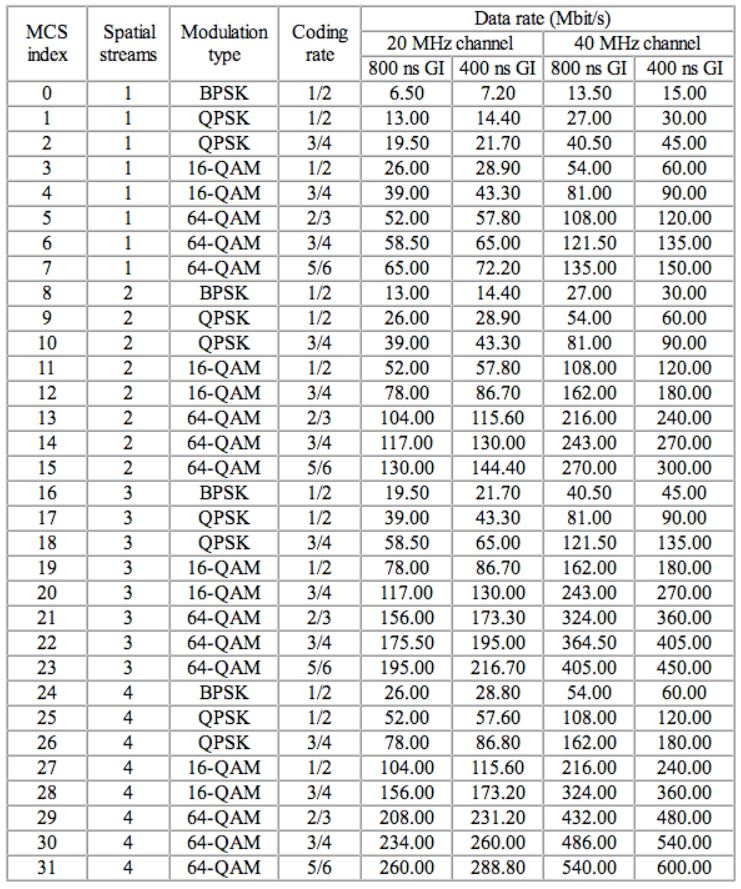 MCS index Spatial streams Modulation type Coding rate Data rate (Mbit/s)
20 MHz channel 40 MHz channel
800 ns GI 400 ns GI 800 ns GI 400 ns GI
0 1 BPSK 1/2 6.50 7.20 13.50 15.00
1 1 QPSK 1/2 13.00 14.40 27.00 30.00
2 1 QPSK 3/4 19.50 21.70 40.50 45.00
3 1 16-QAM 1/2 26.00 28.90 54.00 60.00
4 1 16-QAM 3/4 39.00 43.30 81.00 90.00
5 1 64-QAM 2/3 52.00 57.80 108.00 120.00
6 1 64-QAM 3/4 58.50 65.00 121.50 135.00
7 1 64-QAM 5/6 65.00 72.20 135.00 150.00
8 2 BPSK 1/2 13.00 14.40 27.00 30.00
9 2 QPSK 1/2 26.00 28.90 54.00 60.00
10 2 QPSK 3/4 39.00 43.30 81.00 90.00
11 2 16-QAM 1/2 52.00 57.80 108.00 120.00
12 2 16-QAM 3/4 78.00 86.70 162.00 180.00
13 2 64-QAM 2/3 104.00 115.60 216.00 240.00
14 2 64-QAM 3/4 117.00 130.00 243.00 270.00
15 2 64-QAM 5/6 130.00 144.40 270.00 300.00
16 3 BPSK 1/2 19.50 21.70 40.50 45.00
17 3 QPSK 1/2 39.00 43.30 81.00 90.00
18 3 QPSK 3/4 58.50 65.00 121.50 135.00
19 3 16-QAM 1/2 78.00 86.70 162.00 180.00
20 3 16-QAM 3/4 117.00 130.00 243.00 270.00
21 3 64-QAM 2/3 156.00 173.30 324.00 360.00
22 3 64-QAM 3/4 175.50 195.00 364.50 405.00
23 3 64-QAM 5/6 195.00 216.70 405.00 450.00
24 4 BPSK 1/2 26.00 28.80 54.00 60.00
25 4 QPSK 1/2 52.00 57.60 108.00 120.00
26 4 QPSK 3/4 78.00 86.80 162.00 180.00
27 4 16-QAM 1/2 104.00 115.60 216.00 240.00
28 4 16-QAM 3/4 156.00 173.20 324.00 360.00
29 4 64-QAM 2/3 208.00 231.20 432.00 480.00
30 4 64-QAM 3/4 234.00 260.00 486.00 540.00
31 4 64-QAM 5/6 260.00 288.80 540.00 600.00